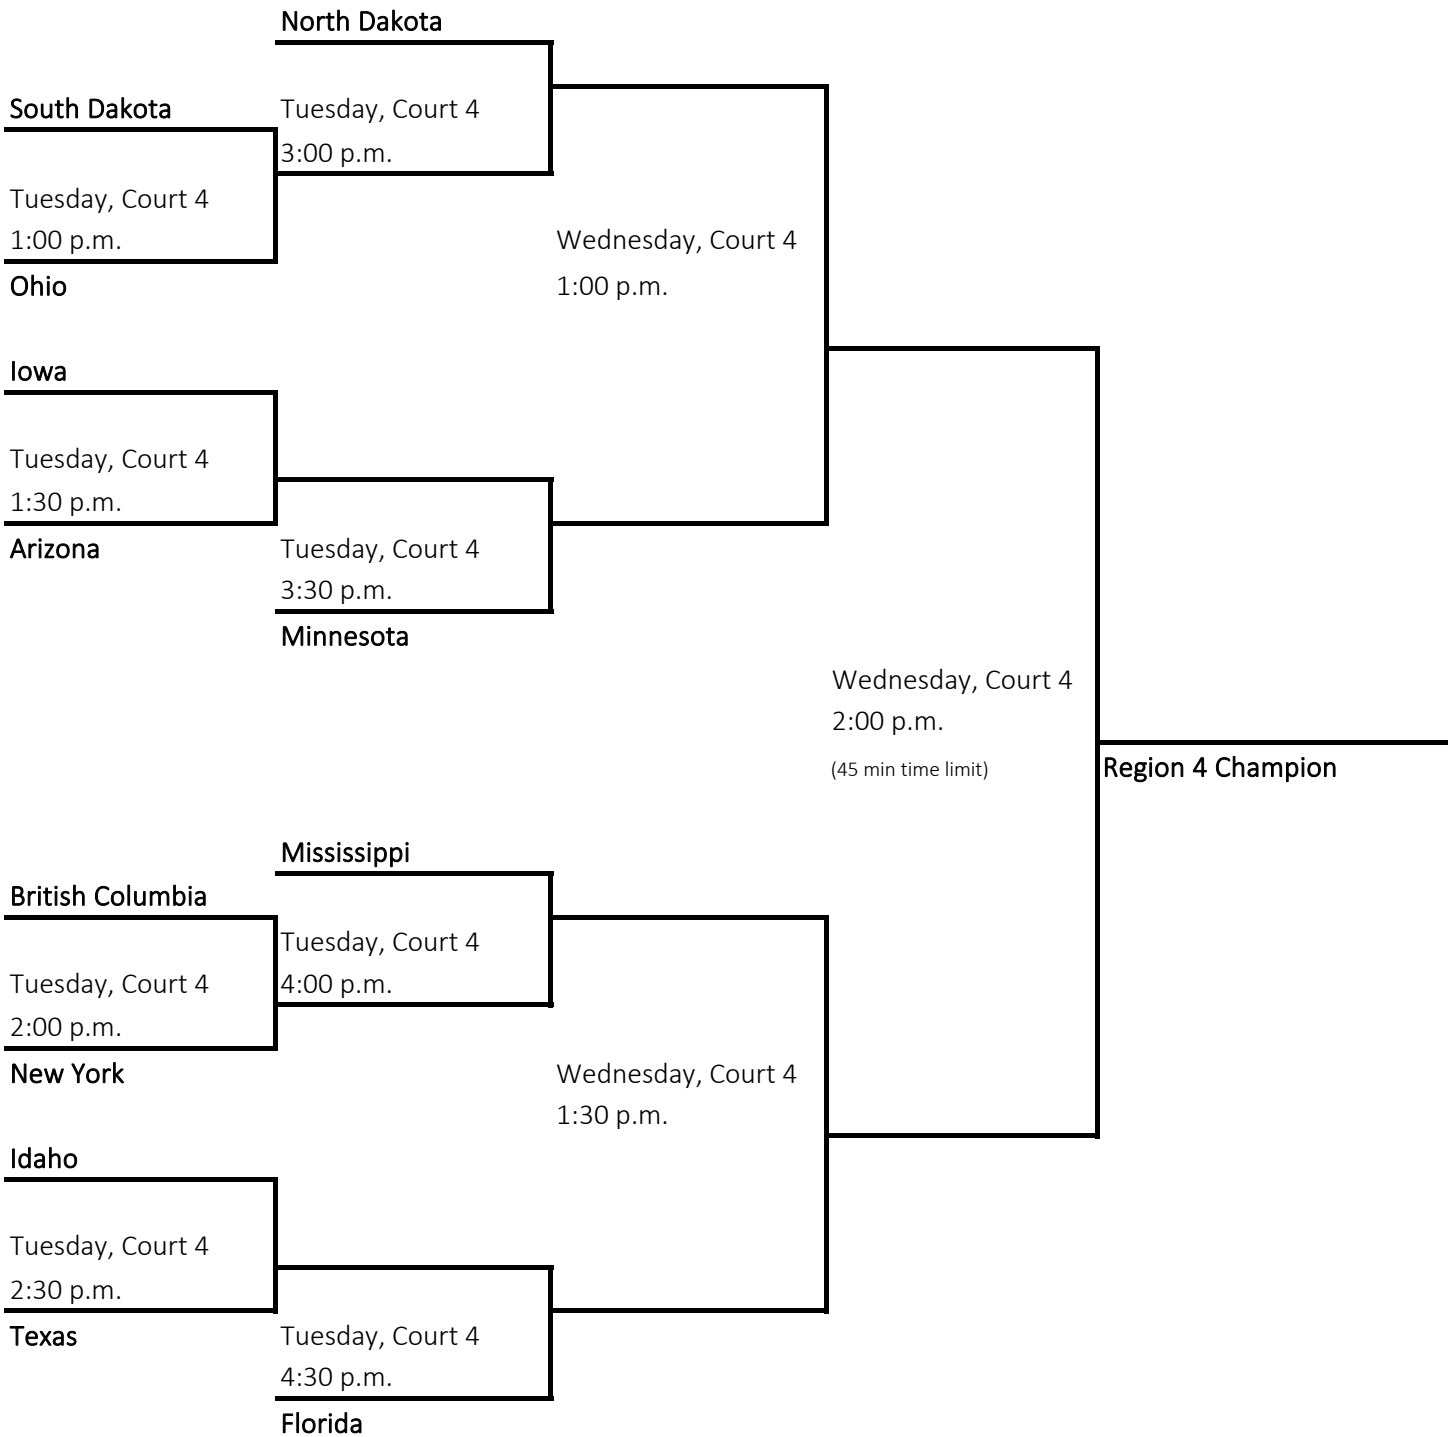 North Dakota
South Dakota
Tuesday, Court 4
3:00 p.m.
Tuesday, Court 4
1:00 p.m.
Ohio
Wednesday, Court 4
1:00 p.m.
Iowa
Tuesday, Court 4
1:30 p.m.
Arizona
Tuesday, Court 4
3:30 p.m.
Minnesota
Wednesday, Court 4
2:00 p.m.
(45 min time limit)
Region 4 Champion
Mississippi
British Columbia
Tuesday, Court 4
4:00 p.m.
Tuesday, Court 4
2:00 p.m.
New York
Wednesday, Court 4
1:30 p.m.
Idaho
Tuesday, Court 4
2:30 p.m.
Texas
Tuesday, Court 4
4:30 p.m.
Florida